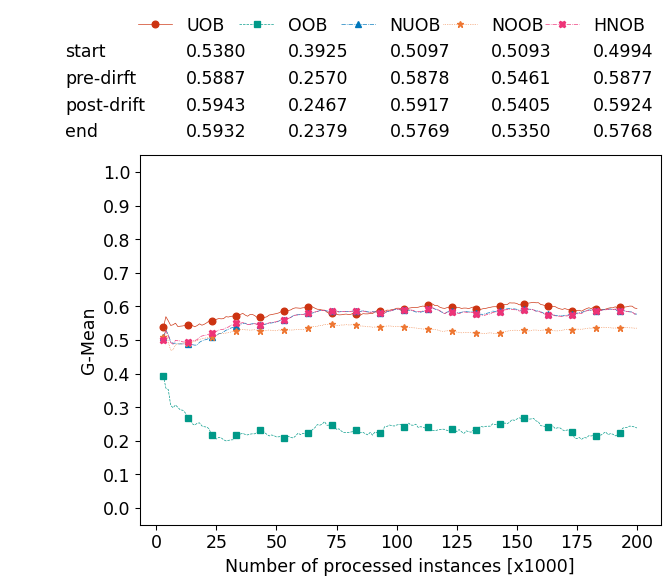 UOB OOB NUOB NOOB HNOB
start 0.5380 0.3925 0.5097 0.5093 0.4994
pre-dirft 0.5887 0.2570 0.5878 0.5461 0.5877
post-drift 0.5943 0.2467 0.5917 0.5405 0.5924
end 0.5932 0.2379 0.5769 0.5350 0.5768
1.0
0.9
0.8
0.7
0.6
0.5
0.4
0.3
0.2
0.1
0.0
G-Mean
0 25 50 75 100 125 150 175 200
Number of processed instances [x1000]